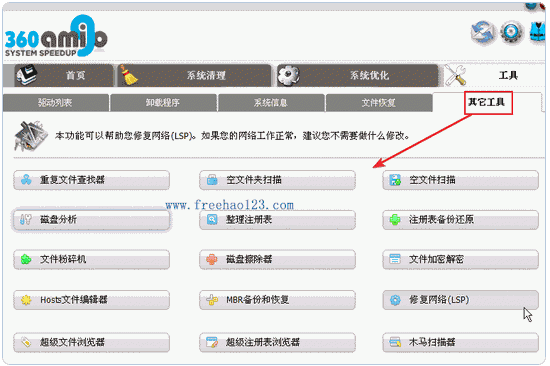 360amigo
SYSTEM SPEEDUP
首页 系统清理 系统优化 工具
驱动列表 卸载程序 系统信息 文件恢复 其它工具
本功能可以帮助您修复网络(LSP)。如果您的网络工作正常，建议您不需要做什么修改。
重复文件查找器 空文件夹扫描 空文件扫描
www.freehao123.com
磁盘分析 整理注册表 注册表备份还原
文件粉碎机 磁盘擦除器 文件加密解密
Hosts文件编辑器 MBR备份和恢复 修复网络(LSP)
超级文件浏览器 超级注册表浏览器 木马扫描器